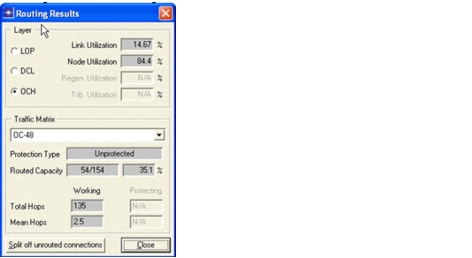 Routing Results
Layer
LOP
DCL
OCH
Link Utilization 14.67 %
Node Utilization 84.4 %
Regen. Utilization N/A %
Trib. Utilization N/A %
Traffic Matrix
OC-48
Protection Type Unprotected
Routed Capacity 54/154 35.1 %
Working Protecting
Total Hops 135 N/A
Mean Hops 2.5 N/A
Split off unrouted connections Close